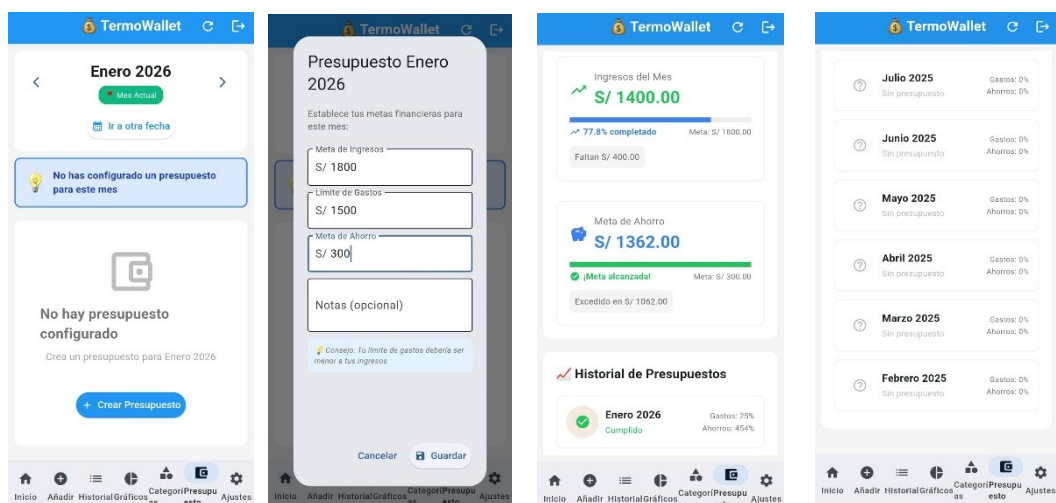 TermoWallet
Enero 2026
Mes Actual
Ir a otra fecha
No has configurado un presupuesto
para este mes
No hay presupuesto
configurado
Crea un presupuesto para Enero 2026
+ Crear Presupuesto
Inicio Añadir Historial Gráficos Categorías Presupuesto Ajustes
TermoWallet
Presupuesto Enero
2026
Establece tus metas financieras para
este mes:
Meta de Ingresos
S/ 1800
Límite de Gastos
S/ 1500
Meta de Ahorro
S/ 300
Notas (opcional)
Consejo: Tu límite de gastos debería ser
menor a tus ingresos
Cancelar Guardar
Inicio Añadir Historial Gráficos Categorías Presupuesto Ajustes
TermoWallet
Ingresos del Mes
S/ 1400.00
77.8% completado Meta: S/ 1800.00
Faltan S/ 400.00
Meta de Ahorro
S/ 1362.00
¡Meta alcanzada! Meta: S/ 300.00
Excedido en S/ 1062.00
Historial de Presupuestos
Enero 2026 Gastos: 25%
Cumplido Ahorros: 454%
Inicio Añadir Historial Gráficos Categorías Presupuesto Ajustes
TermoWallet
Julio 2025 Gastos: 0%
Sin presupuesto Ahorros: 0%
Junio 2025 Gastos: 0%
Sin presupuesto Ahorros: 0%
Mayo 2025 Gastos: 0%
Sin presupuesto Ahorros: 0%
Abril 2025 Gastos: 0%
Sin presupuesto Ahorros: 0%
Marzo 2025 Gastos: 0%
Sin presupuesto Ahorros: 0%
Febrero 2025 Gastos: 0%
Sin presupuesto Ahorros: 0%
Inicio Añadir Historial Gráficos Categorías Presupuesto Ajustes